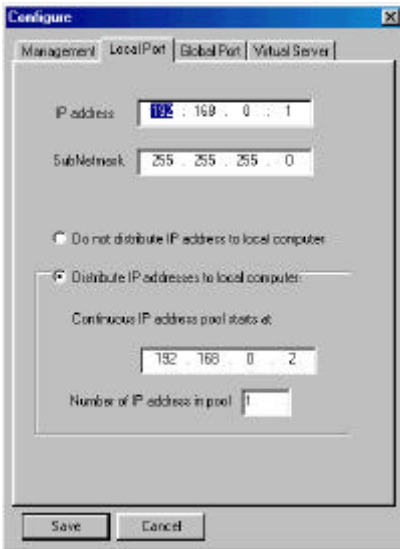 Configure
Management Local Port Global Port Virtual Server
IP address 192 . 168 . 0 . 1
SubNetmask 255 . 255 . 255 . 0
Do not distribute IP address to local computer
Distribute IP addresses to local computer
Continuous IP address pool starts at
192 . 168 . 0 . 2
Number of IP address in pool 1
Save Cancel